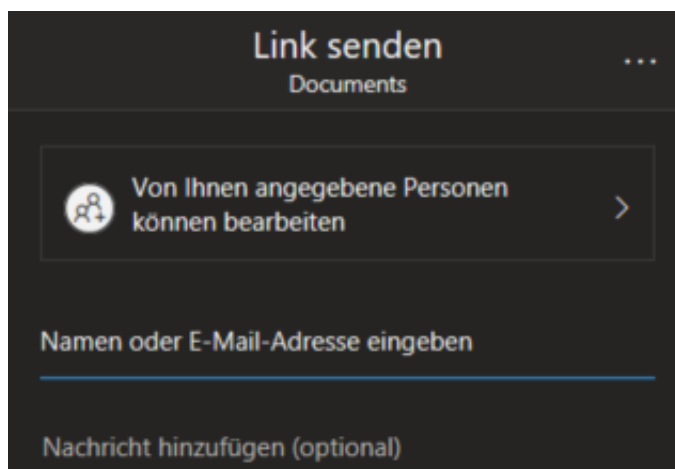 Link senden
Documents
Von Ihnen angegebene Personen
können bearbeiten
Namen oder E-Mail-Adresse eingeben
Nachricht hinzufügen (optional)